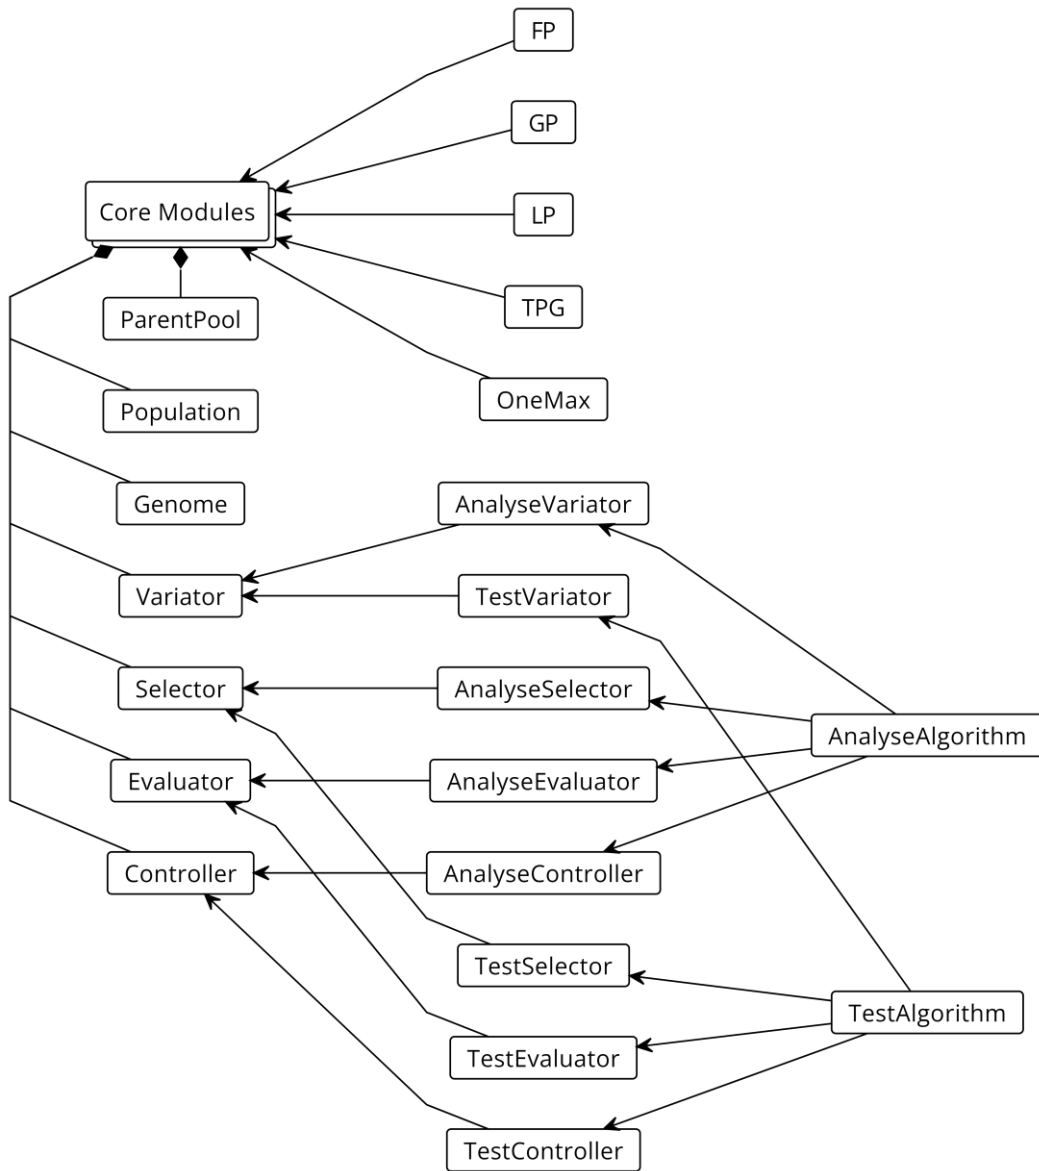 FP
GP
Core Modules
LP
TPG
ParentPool
OneMax
Population
Genome
AnalyseVariator
Variator
TestVariator
Selector
AnalyseSelector
AnalyseAlgorithm
Evaluator
AnalyseEvaluator
Controller
AnalyseController
TestSelector
TestAlgorithm
TestEvaluator
TestController